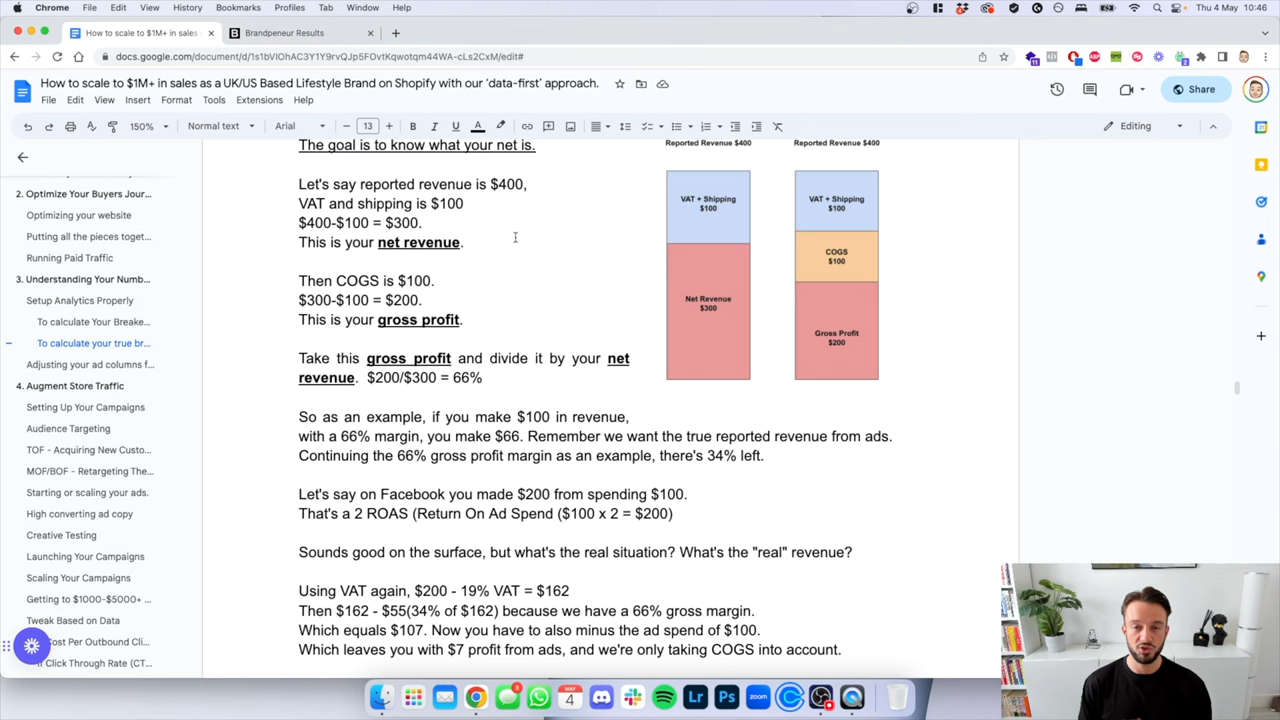 Chrome File Edit View History Bookmarks Profiles Tab Window Help
Thu 4 May 10:46
How to scale to $1M+ in sales
Brandpeneur Results
docs.google.com/document/d/1s1bVIOhAC3Y1Y9rvQJp5FOvtKqwotqm44WA-cLs2CxM/edit#
How to scale to $1M+ in sales as a UK/US Based Lifestyle Brand on Shopify with our 'data-first' approach.
File Edit View Insert Format Tools Extensions Help
Share
150% Normal text Arial 13 Editing
2. Optimize Your Buyers Jour...
Optimizing your website
Putting all the pieces toget...
Running Paid Traffic
3. Understanding Your Numb...
Setup Analytics Properly
To calculate Your Breake...
To calculate your true br...
Adjusting your ad columns f...
4. Augment Store Traffic
Setting Up Your Campaigns
Audience Targeting
TOF - Acquiring New Custo...
MOF/BOF - Retargeting The...
Starting or scaling your ads.
High converting ad copy
Creative Testing
Launching Your Campaigns
Scaling Your Campaigns
Getting to $1000-$5000+ ...
Tweak Based on Data
Cost Per Outbound Cli...
Click Through Rate (CT...
The goal is to know what your net is.
Let's say reported revenue is $400,
VAT and shipping is $100
$400-$100 = $300.
This is your net revenue.
Then COGS is $100.
$300-$100 = $200.
This is your gross profit.
Take this gross profit and divide it by your net
revenue. $200/$300 = 66%
Reported Revenue $400
VAT + Shipping
$100
Net Revenue
$300
Reported Revenue $400
VAT + Shipping
$100
COGS
$100
Gross Profit
$200
So as an example, if you make $100 in revenue,
with a 66% margin, you make $66. Remember we want the true reported revenue from ads.
Continuing the 66% gross profit margin as an example, there's 34% left.
Let's say on Facebook you made $200 from spending $100.
That's a 2 ROAS (Return On Ad Spend ($100 x 2 = $200)
Sounds good on the surface, but what's the real situation? What's the "real" revenue?
Using VAT again, $200 - 19% VAT = $162
Then $162 - $55(34% of $162) because we have a 66% gross margin.
Which equals $107. Now you have to also minus the ad spend of $100.
Which leaves you with $7 profit from ads, and we're only taking COGS into account.